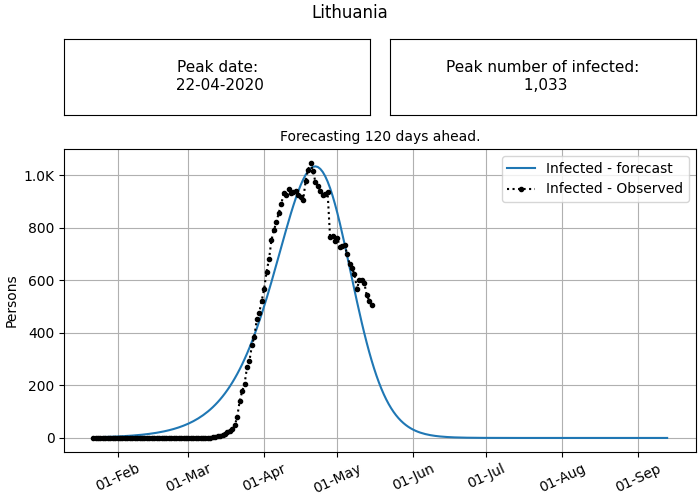 Lithuania
Peak date:
22-04-2020
Peak number of infected:
1,033
Forecasting 120 days ahead.
Infected - forecast
Infected - Observed
1.0K
800
600
400
200
0
Persons
01-Feb
01-Mar
01-Apr
01-May
01-Jun
01-Jul
01-Aug
01-Sep